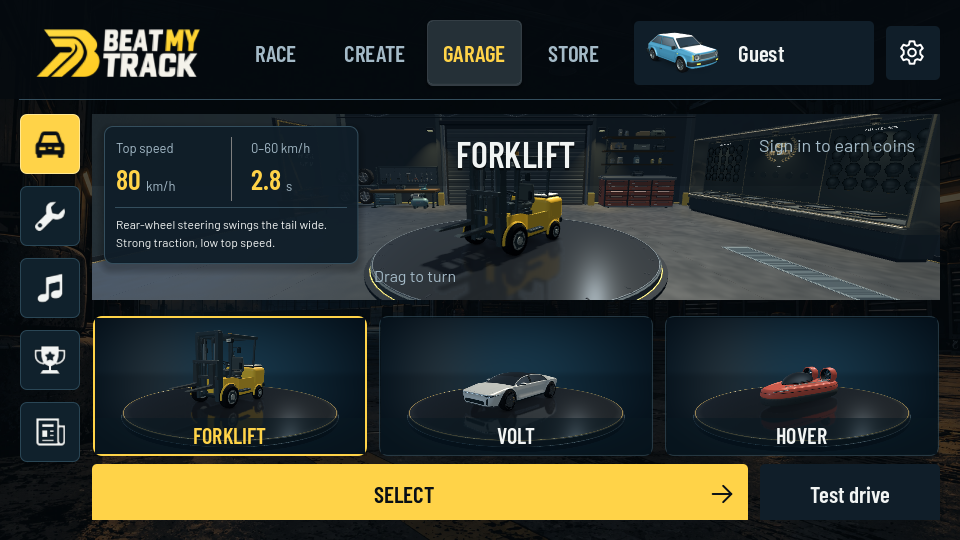 BEAT MY
TRACK
RACE
CREATE
GARAGE
STORE
Guest
Top speed
80 km/h
0–60 km/h
2.8 s
Rear-wheel steering swings the tail wide.
Strong traction, low top speed.
FORKLIFT
Sign in to earn coins
Drag to turn
FORKLIFT
VOLT
HOVER
SELECT
Test drive